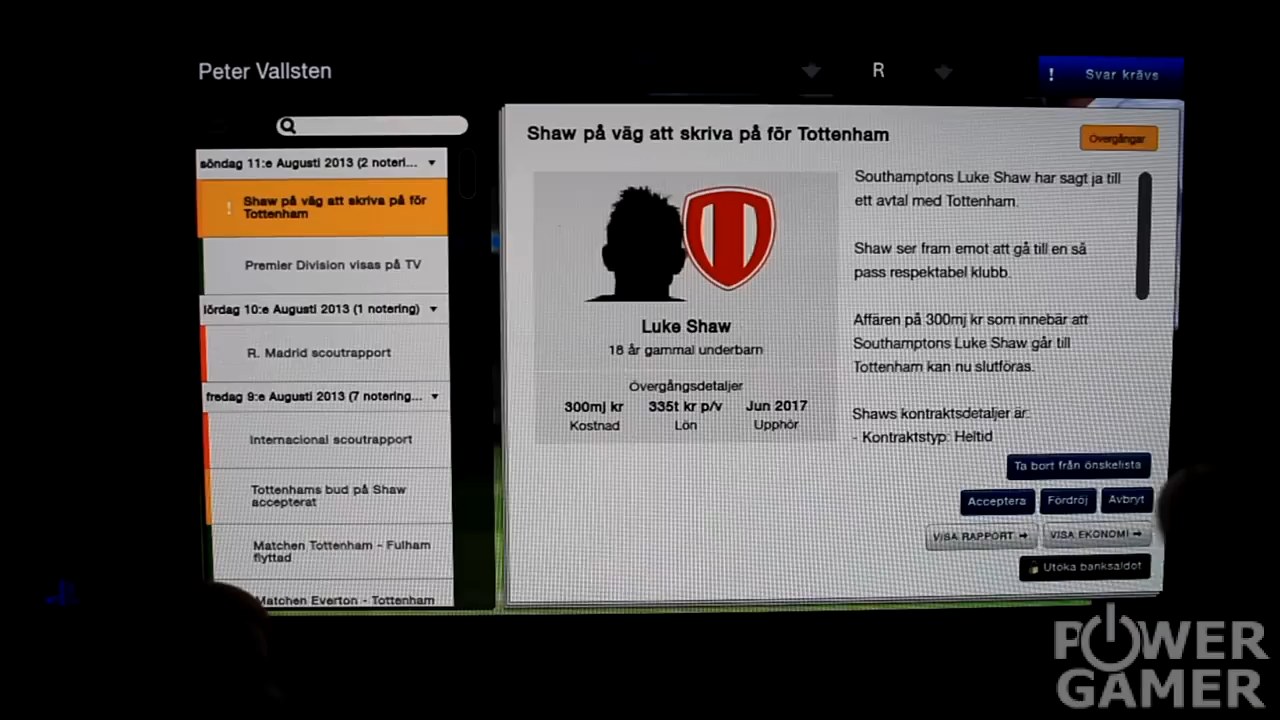 Peter Vallsten
R
! Svar krävs
söndag 11:e Augusti 2013 (2 noteri...
! Shaw på väg att skriva på för
Tottenham
Premier Division visas på TV
lördag 10:e Augusti 2013 (1 notering)
R. Madrid scoutrapport
fredag 9:e Augusti 2013 (7 notering...
Internacional scoutrapport
Tottenhams bud på Shaw
accepterat
Matchen Tottenham - Fulham
flyttad
Matchen Everton - Tottenham
Shaw på väg att skriva på för Tottenham
Övergångar
Luke Shaw
18 år gammal underbarn
Övergångsdetaljer
300mj kr 335t kr p/v Jun 2017
Kostnad Lön Upphör
Southamptons Luke Shaw har sagt ja till
ett avtal med Tottenham.
Shaw ser fram emot att gå till en så
pass respektabel klubb.
Affären på 300mj kr som innebär att
Southamptons Luke Shaw går till
Tottenham kan nu slutföras.
Shaws kontraktsdetaljer är:
- Kontraktstyp: Heltid
Ta bort från önskelista
Acceptera Fördröj Avbryt
VISA RAPPORT VISA EKONOMI
Utöka banksaldot
POWER
GAMER